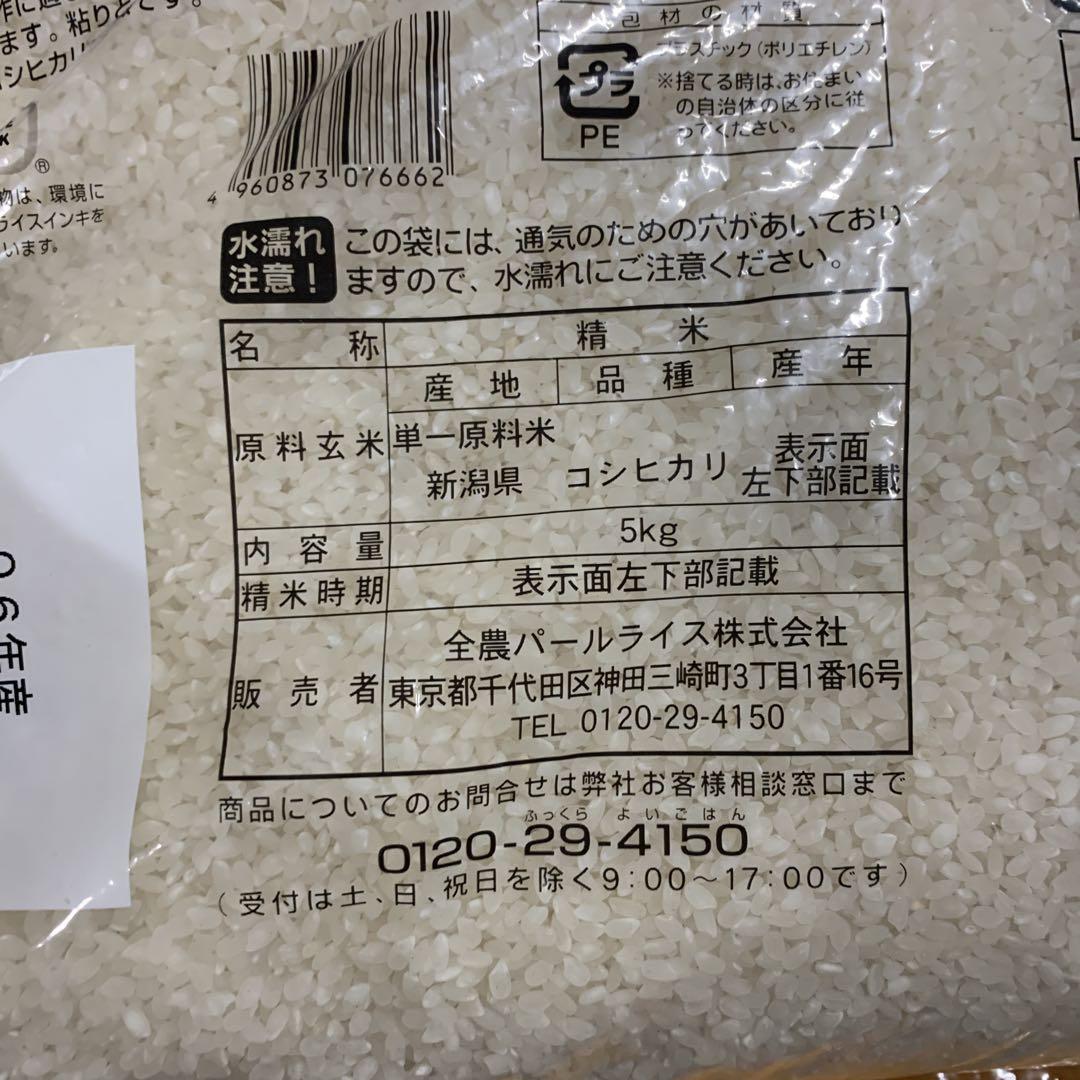 ます。粘りと
コシヒカリ
®
物は、環境に
ライスインキを
います。
4 960873 076662
包材の材質
プラ
PE
プラスチック(ポリエチレン)
※捨てる時は、お住まい
の自治体の区分に従
ってください。
水濡れ
注意!
この袋には、通気のための穴があいており
ますので、水濡れにご注意ください。
名称 精米
原料玄米 産地 品種 産年
単一原料米
新潟県 コシヒカリ 表示面
左下部記載
内容量 5kg
精米時期 表示面左下部記載
販売者 全農パールライス株式会社
東京都千代田区神田三崎町3丁目1番16号
TEL 0120-29-4150
商品についてのお問合せは弊社お客様相談窓口まで
ふっくら よいごはん
0120-29-4150
(受付は土、日、祝日を除く9:00~17:00です)
06年産